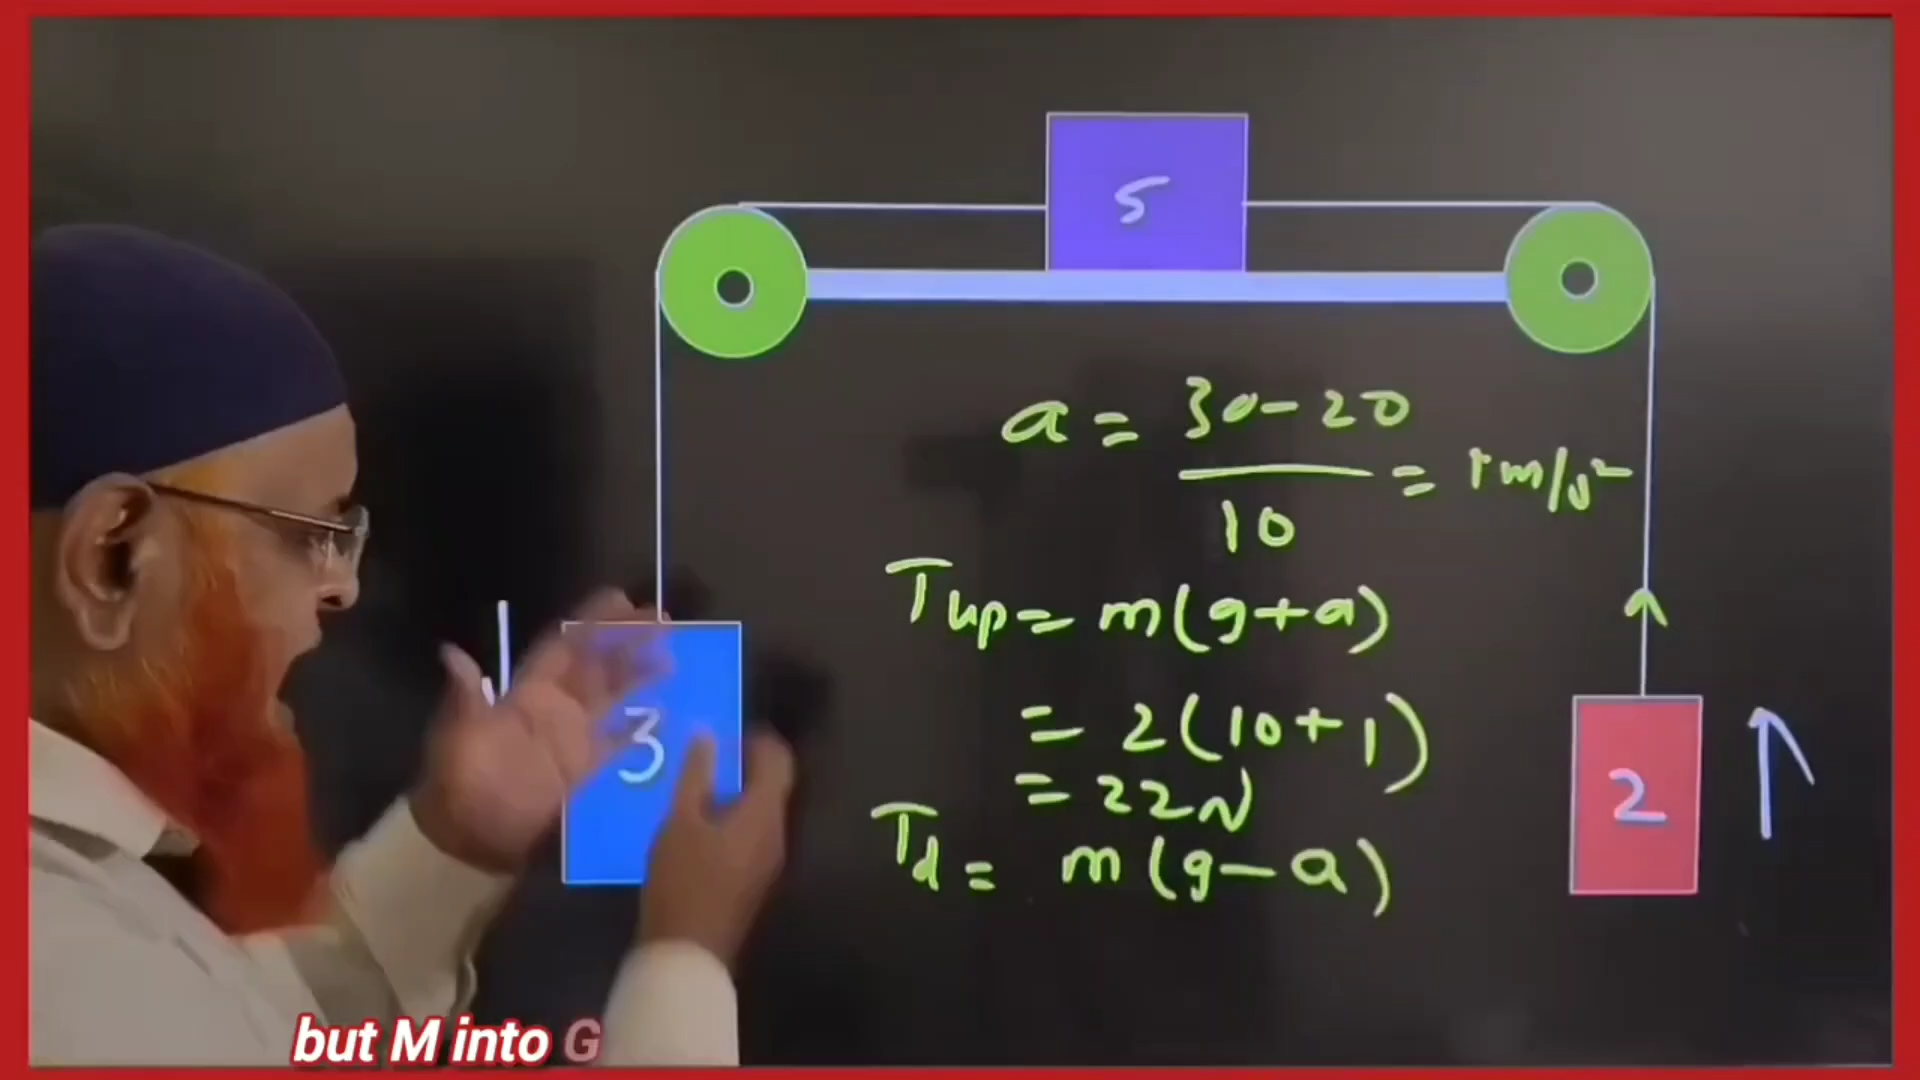 5
a = 30-20
10
= 1m/s²
Tup = m(g+a)
= 2(10+1)
= 22N
Td = m(g-a)
3
2
but M into G